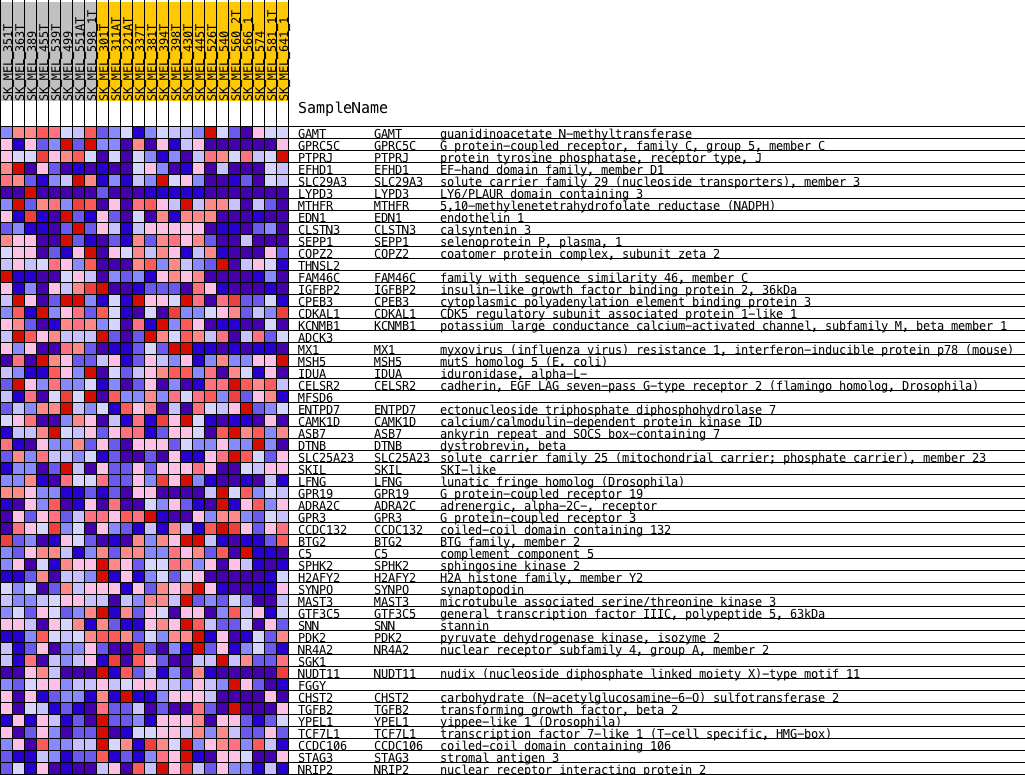 SK_MEL_351T
SK_MEL_363T
SK_MEL_389
SK_MEL_455T
SK_MEL_539T
SK_MEL_499
SK_MEL_551AT
SK_MEL_598_1T
SK_MEL_301T
SK_MEL_311AT
SK_MEL_321AT
SK_MEL_337T
SK_MEL_381T
SK_MEL_394T
SK_MEL_398T
SK_MEL_430T
SK_MEL_445T
SK_MEL_526T
SK_MEL_540
SK_MEL_560_2T
SK_MEL_566_1
SK_MEL_574
SK_MEL_581_1T
SK_MEL_641_1
SampleName
GAMT GAMT guanidinoacetate N-methyltransferase
GPRC5C GPRC5C G protein-coupled receptor, family C, group 5, member C
PTPRJ PTPRJ protein tyrosine phosphatase, receptor type, J
EFHD1 EFHD1 EF-hand domain family, member D1
SLC29A3 SLC29A3 solute carrier family 29 (nucleoside transporters), member 3
LYPD3 LYPD3 LY6/PLAUR domain containing 3
MTHFR MTHFR 5,10-methylenetetrahydrofolate reductase (NADPH)
EDN1 EDN1 endothelin 1
CLSTN3 CLSTN3 calsyntenin 3
SEPP1 SEPP1 selenoprotein P, plasma, 1
COPZ2 COPZ2 coatomer protein complex, subunit zeta 2
THNSL2
FAM46C FAM46C family with sequence similarity 46, member C
IGFBP2 IGFBP2 insulin-like growth factor binding protein 2, 36kDa
CPEB3 CPEB3 cytoplasmic polyadenylation element binding protein 3
CDKAL1 CDKAL1 CDK5 regulatory subunit associated protein 1-like 1
KCNMB1 KCNMB1 potassium large conductance calcium-activated channel, subfamily M, beta member 1
ADCK3
MX1 MX1 myxovirus (influenza virus) resistance 1, interferon-inducible protein p78 (mouse)
MSH5 MSH5 mutS homolog 5 (E. coli)
IDUA IDUA iduronidase, alpha-L-
CELSR2 CELSR2 cadherin, EGF LAG seven-pass G-type receptor 2 (flamingo homolog, Drosophila)
MFSD6
ENTPD7 ENTPD7 ectonucleoside triphosphate diphosphohydrolase 7
CAMK1D CAMK1D calcium/calmodulin-dependent protein kinase ID
ASB7 ASB7 ankyrin repeat and SOCS box-containing 7
DTNB DTNB dystrobrevin, beta
SLC25A23 SLC25A23 solute carrier family 25 (mitochondrial carrier; phosphate carrier), member 23
SKIL SKIL SKI-like
LFNG LFNG lunatic fringe homolog (Drosophila)
GPR19 GPR19 G protein-coupled receptor 19
ADRA2C ADRA2C adrenergic, alpha-2C-, receptor
GPR3 GPR3 G protein-coupled receptor 3
CCDC132 CCDC132 coiled-coil domain containing 132
BTG2 BTG2 BTG family, member 2
C5 C5 complement component 5
SPHK2 SPHK2 sphingosine kinase 2
H2AFY2 H2AFY2 H2A histone family, member Y2
SYNPO SYNPO synaptopodin
MAST3 MAST3 microtubule associated serine/threonine kinase 3
GTF3C5 GTF3C5 general transcription factor IIIC, polypeptide 5, 63kDa
SNN SNN stannin
PDK2 PDK2 pyruvate dehydrogenase kinase, isozyme 2
NR4A2 NR4A2 nuclear receptor subfamily 4, group A, member 2
SGK1
NUDT11 NUDT11 nudix (nucleoside diphosphate linked moiety X)-type motif 11
FGGY
CHST2 CHST2 carbohydrate (N-acetylglucosamine-6-O) sulfotransferase 2
TGFB2 TGFB2 transforming growth factor, beta 2
YPEL1 YPEL1 yippee-like 1 (Drosophila)
TCF7L1 TCF7L1 transcription factor 7-like 1 (T-cell specific, HMG-box)
CCDC106 CCDC106 coiled-coil domain containing 106
STAG3 STAG3 stromal antigen 3
NRIP2 NRIP2 nuclear receptor interacting protein 2